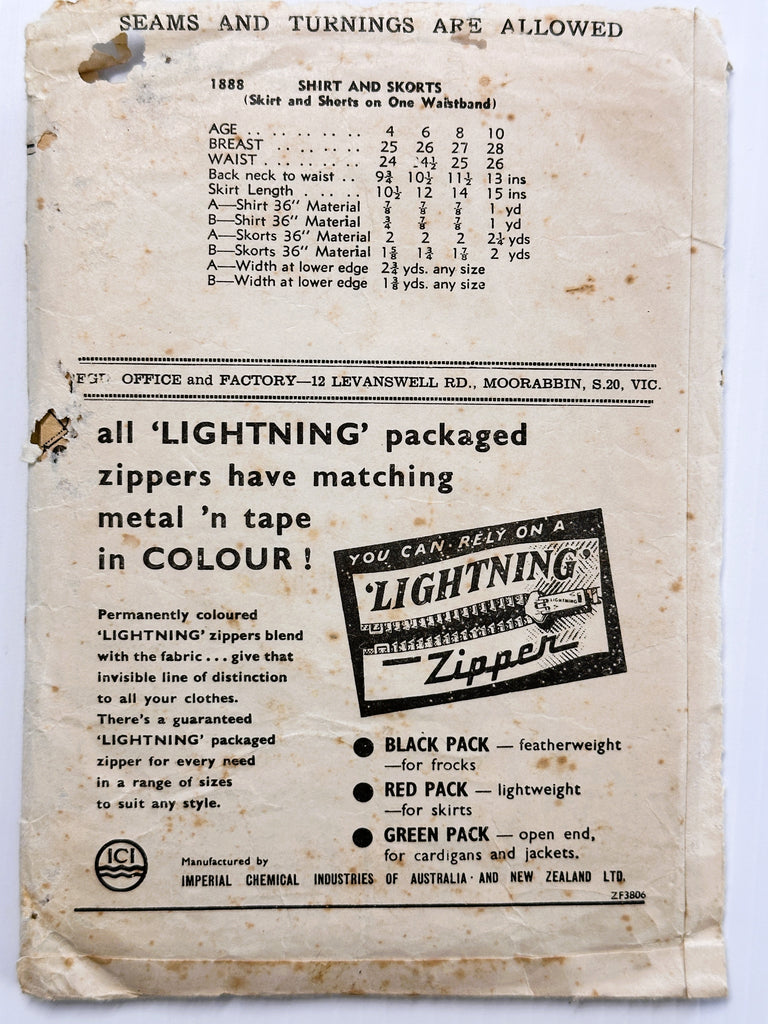 SEAMS AND TURNINGS ARE ALLOWED
1888 SHIRT AND SKORTS
(Skirt and Shorts on One Waistband)
AGE . . . . . . . . . 4 6 8 10
BREAST . . . . . . . 25 26 27 28
WAIST . . . . . . . . 24 4½ 25 26
Back neck to waist . . 9¾ 10½ 11½ 13 ins
Skirt Length . . . . . 10½ 12 14 15 ins
A—Shirt 36" Material ⅞ ⅞ ⅞ 1 yd
B—Shirt 36" Material ¾ ⅞ ⅞ 1 yd
A—Skorts 36" Material 2 2 2 2¼ yds
B—Skorts 36" Material 1⅝ 1¾ 1⅞ 2 yds
A—Width at lower edge 2¾ yds. any size
B—Width at lower edge 1⅜ yds. any size
OFFICE and FACTORY—12 LEVANSWELL RD., MOORABBIN, S.20, VIC.
all 'LIGHTNING' packaged
zippers have matching
metal 'n tape
in COLOUR !
YOU CAN RELY ON A
'LIGHTNING'
LIGHTNING
Zipper
Permanently coloured
'LIGHTNING' zippers blend
with the fabric . . . give that
invisible line of distinction
to all your clothes.
There's a guaranteed
'LIGHTNING' packaged
zipper for every need
in a range of sizes
to suit any style.
● BLACK PACK — featherweight
—for frocks
● RED PACK — lightweight
—for skirts
● GREEN PACK — open end,
for cardigans and jackets.
ICI
Manufactured by
IMPERIAL CHEMICAL INDUSTRIES OF AUSTRALIA · AND NEW ZEALAND LTD.
ZF3806